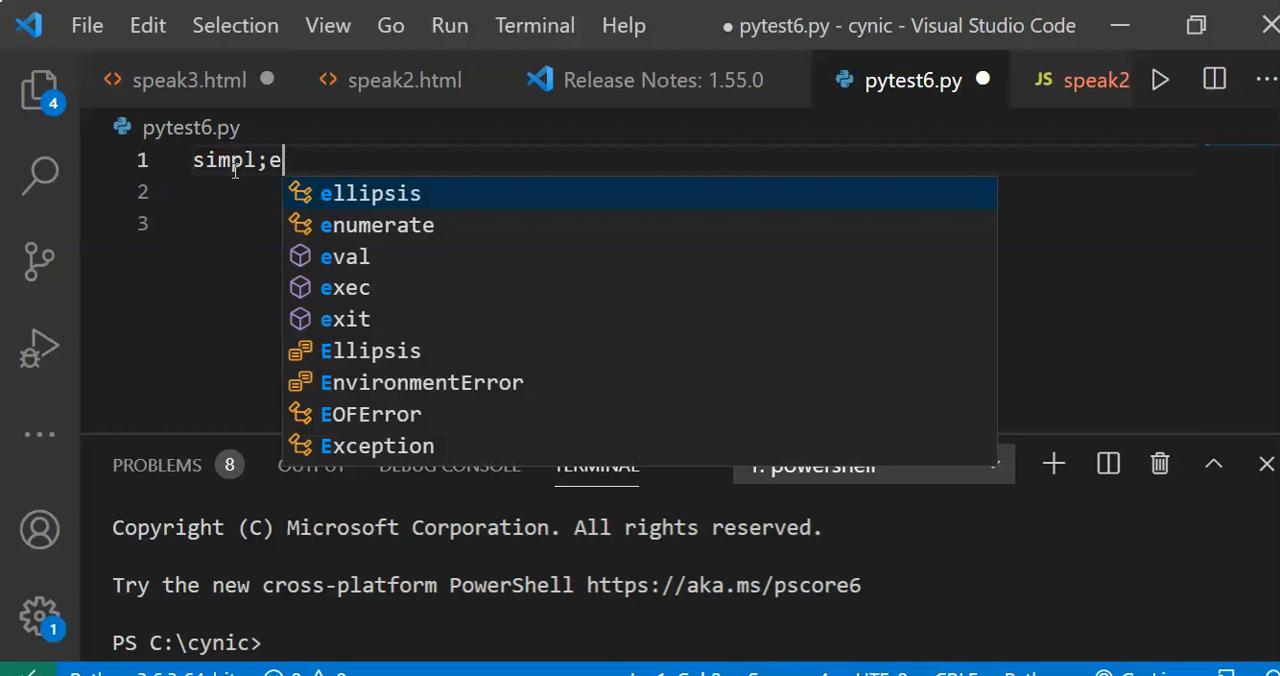 File Edit Selection View Go Run Terminal Help ● pytest6.py - cynic - Visual Studio Code
speak3.html speak2.html Release Notes: 1.55.0 pytest6.py JS speak2
4
pytest6.py
1 simpl;e
2
3
ellipsis
enumerate
eval
exec
exit
Ellipsis
EnvironmentError
EOFError
Exception
PROBLEMS 8 OUTPUT DEBUG CONSOLE TERMINAL 1: powershell
Copyright (C) Microsoft Corporation. All rights reserved.
Try the new cross-platform PowerShell https://aka.ms/pscore6
PS C:\cynic>
1